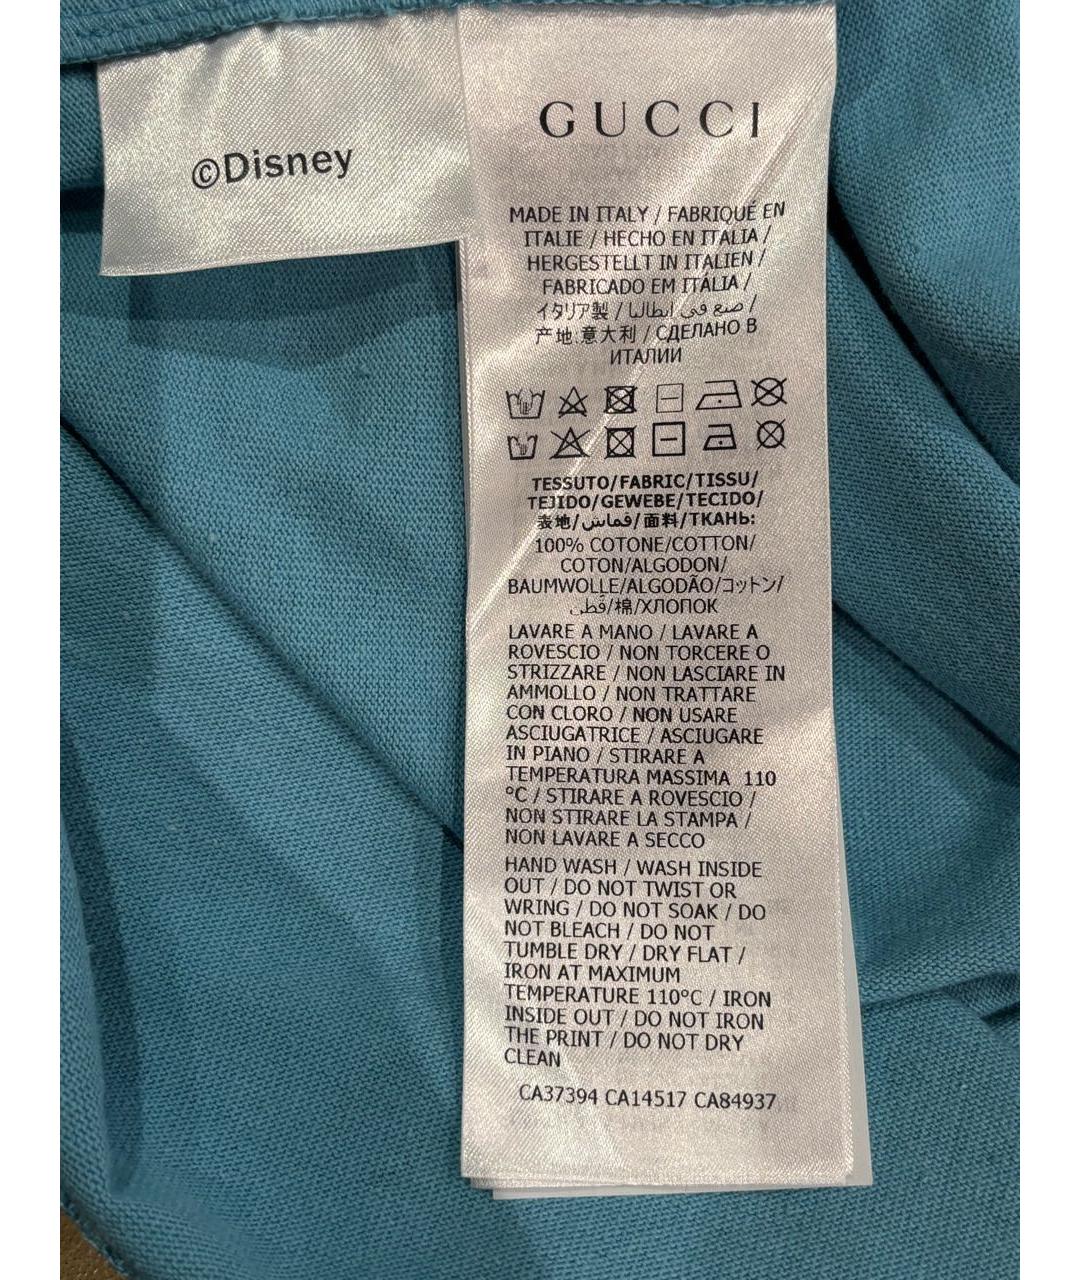 ©Disney
GUCCI
MADE IN ITALY / FABRIQUÉ EN
ITALIE / HECHO EN ITALIA /
HERGESTELLT IN ITALIEN /
FABRICADO EM ITÁLIA /
イタリア製 / صنع في إيطاليا /
产地:意大利 / СДЕЛАНО В
ИТАЛИИ
TESSUTO/FABRIC/TISSU/
TEJIDO/GEWEBE/TECIDO/
表地/قماش/面料/ТКАНЬ:
100% COTONE/COTTON/
COTON/ALGODON/
BAUMWOLLE/ALGODÃO/コットン/
قطن/棉/ХЛОПОК
LAVARE A MANO / LAVARE A
ROVESCIO / NON TORCERE O
STRIZZARE / NON LASCIARE IN
AMMOLLO / NON TRATTARE
CON CLORO / NON USARE
ASCIUGATRICE / ASCIUGARE
IN PIANO / STIRARE A
TEMPERATURA MASSIMA 110
°C / STIRARE A ROVESCIO /
NON STIRARE LA STAMPA /
NON LAVARE A SECCO
HAND WASH / WASH INSIDE
OUT / DO NOT TWIST OR
WRING / DO NOT SOAK / DO
NOT BLEACH / DO NOT
TUMBLE DRY / DRY FLAT /
IRON AT MAXIMUM
TEMPERATURE 110°C / IRON
INSIDE OUT / DO NOT IRON
THE PRINT / DO NOT DRY
CLEAN
CA37394 CA14517 CA84937